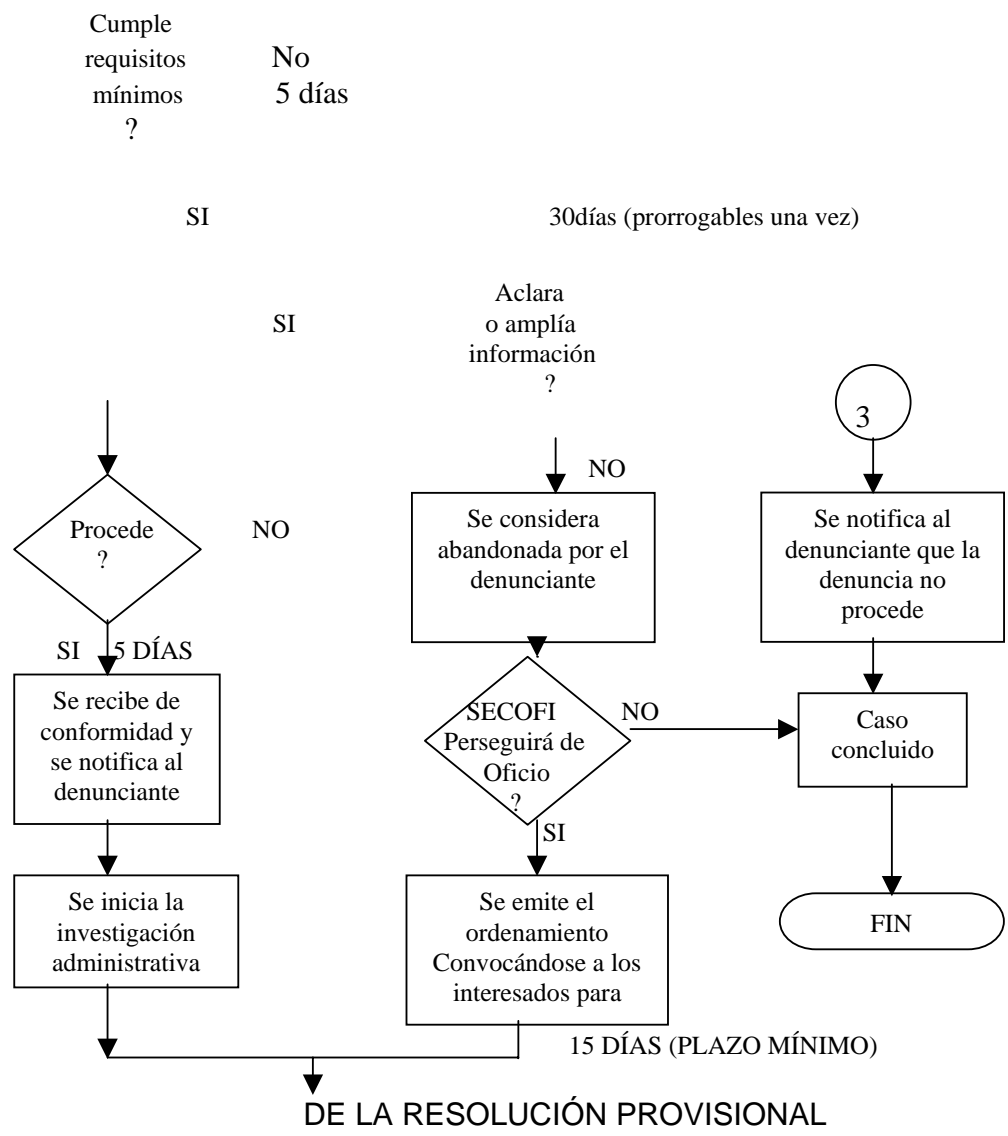 Cumple
requisitos
mínimos
?
No
5 días
SI
30días (prorrogables una vez)
SI
Aclara
o amplía
información
?
3
NO
Procede
?
NO
Se considera
abandonada por el
denunciante
Se notifica al
denunciante que la
denuncia no
procede
SI 5 DÍAS
Se recibe de
conformidad y
se notifica al
denunciante
SECOFI
Perseguirá de
Oficio
?
NO
Caso
concluido
SI
Se inicia la
investigación
administrativa
Se emite el
ordenamiento
Convocándose a los
interesados para
FIN
15 DÍAS (PLAZO MÍNIMO)
DE LA RESOLUCIÓN PROVISIONAL